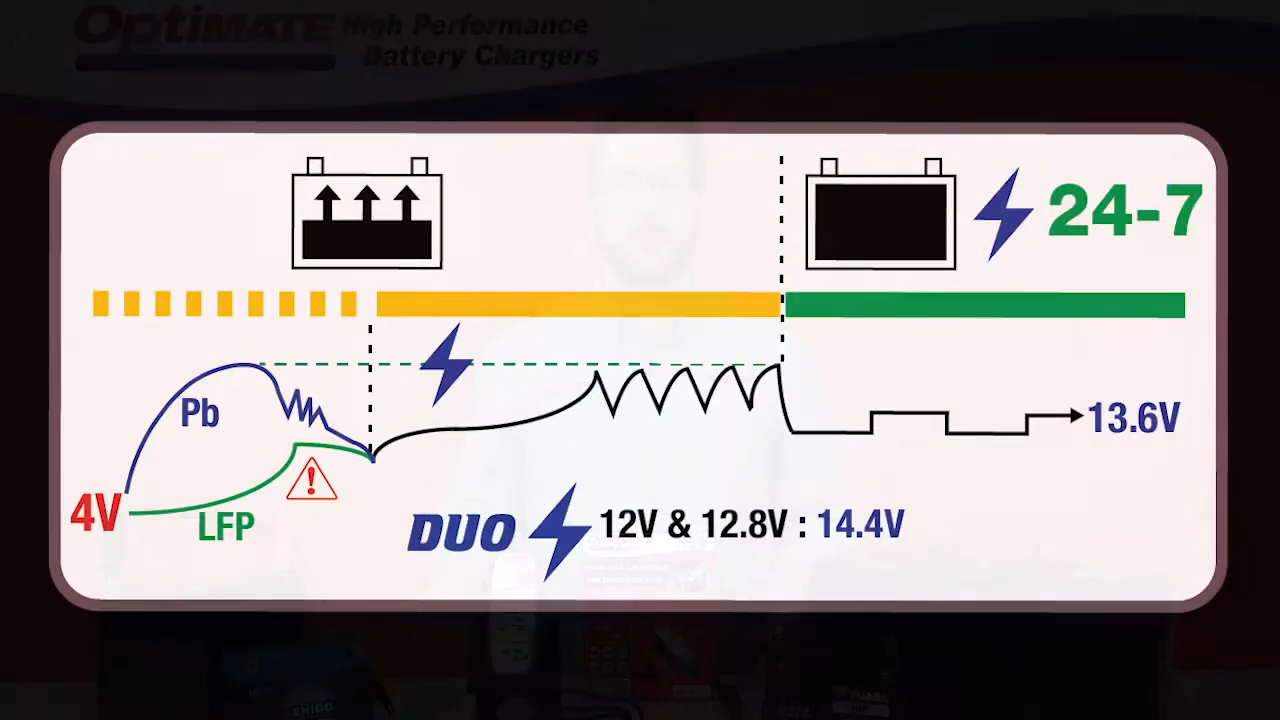 OptiMATE High Performance
Battery Chargers
24-7
Pb
13.6V
4V
LFP
DUO 12V & 12.8V : 14.4V